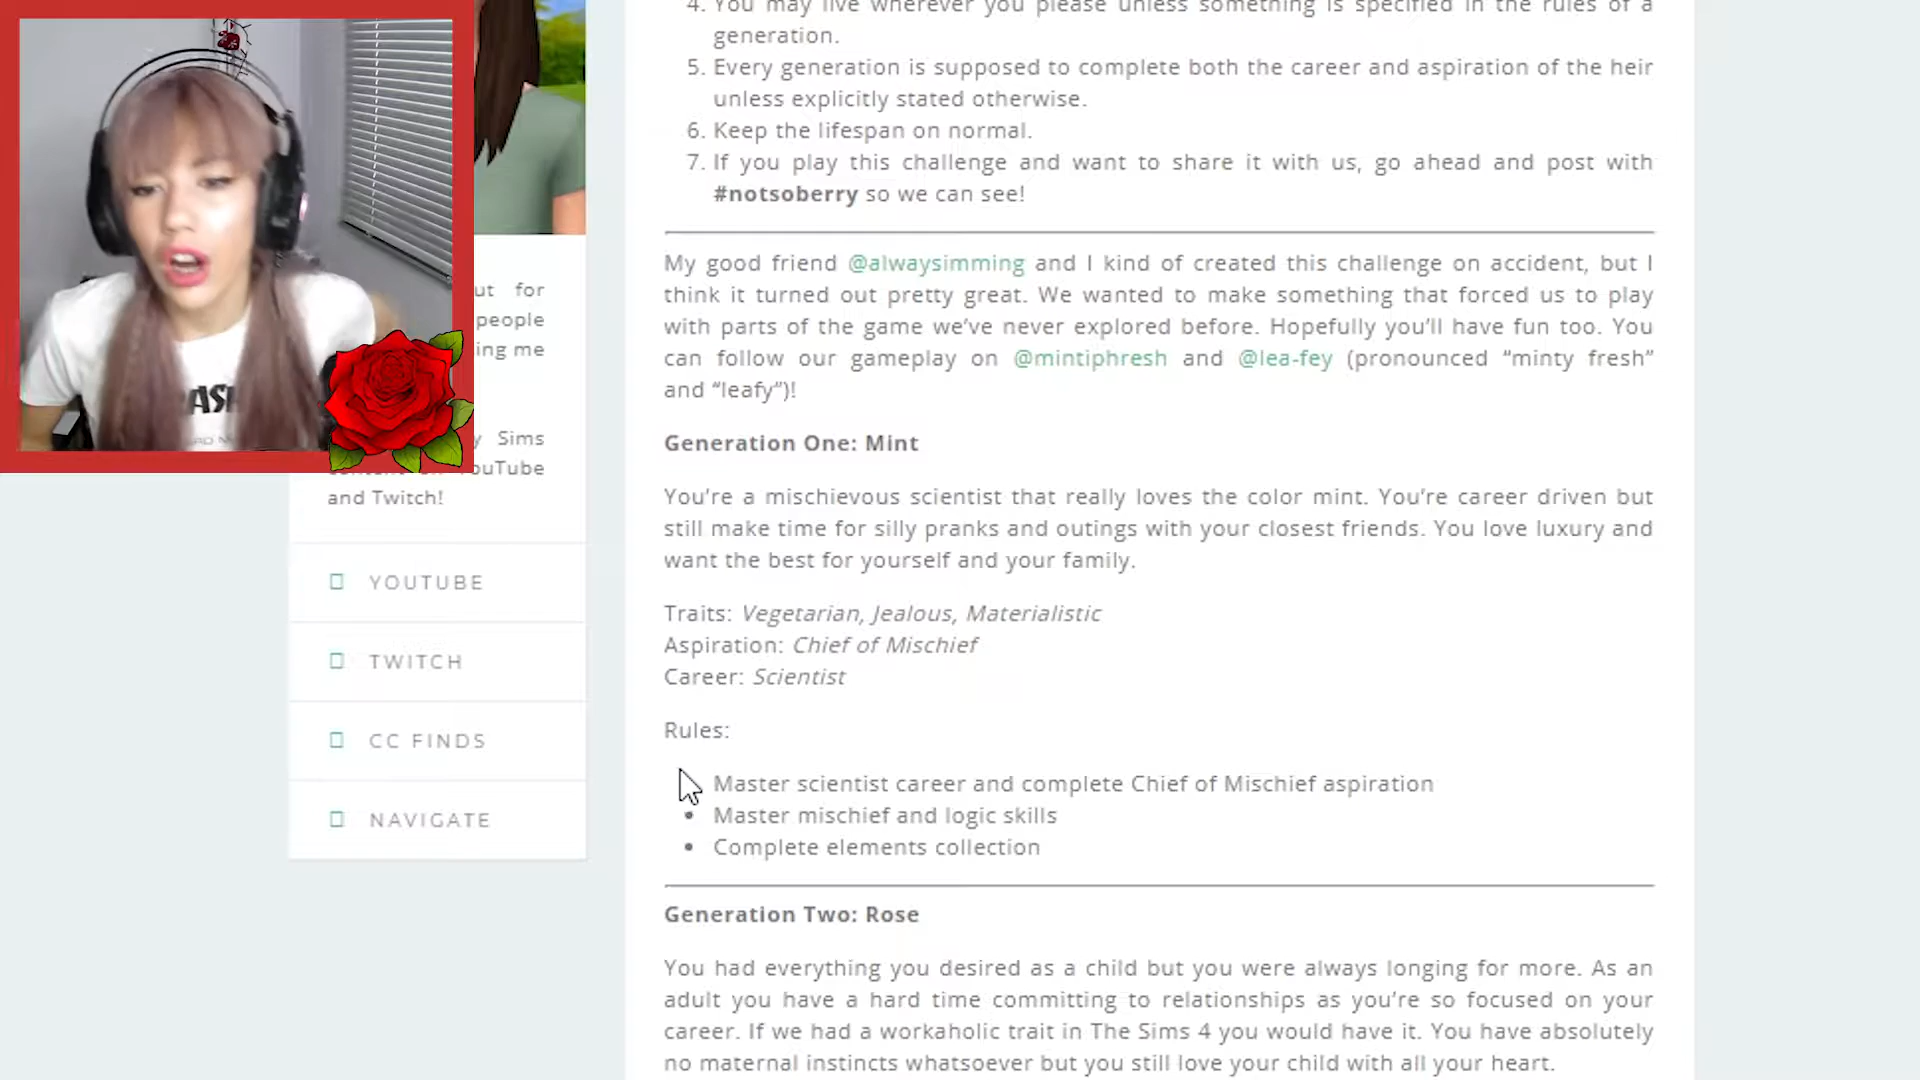 4. You may live wherever you please unless something is specified in the rules of a
generation.
5. Every generation is supposed to complete both the career and aspiration of the heir
unless explicitly stated otherwise.
6. Keep the lifespan on normal.
7. If you play this challenge and want to share it with us, go ahead and post with
#notsoberry so we can see!
My good friend @alwaysimming and I kind of created this challenge on accident, but I
think it turned out pretty great. We wanted to make something that forced us to play
with parts of the game we've never explored before. Hopefully you'll have fun too. You
can follow our gameplay on @mintiphresh and @lea-fey (pronounced “minty fresh”
and “leafy”)!
Generation One: Mint
You're a mischievous scientist that really loves the color mint. You're career driven but
still make time for silly pranks and outings with your closest friends. You love luxury and
want the best for yourself and your family.
Traits: Vegetarian, Jealous, Materialistic
Aspiration: Chief of Mischief
Career: Scientist
Rules:
Master scientist career and complete Chief of Mischief aspiration
• Master mischief and logic skills
• Complete elements collection
Generation Two: Rose
You had everything you desired as a child but you were always longing for more. As an
adult you have a hard time committing to relationships as you're so focused on your
career. If we had a workaholic trait in The Sims 4 you would have it. You have absolutely
no maternal instincts whatsoever but you still love your child with all your heart.
for
people
me
Sims
YouTube
and Twitch!
YOUTUBE
TWITCH
CC FINDS
NAVIGATE